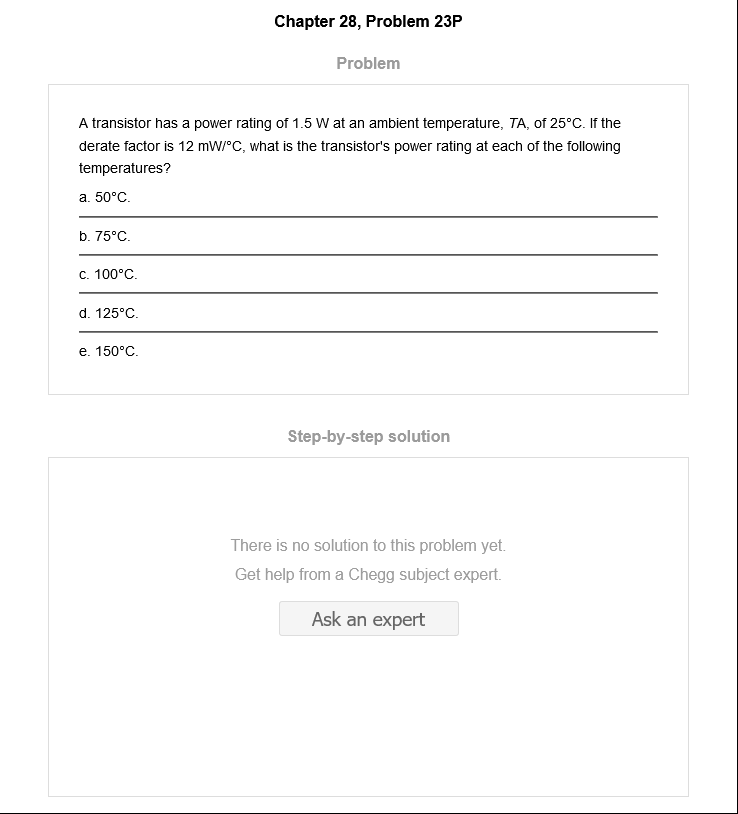 Chapter 28, Problem 23P
Problem
A transistor has a power rating of 1.5 W at an ambient temperature, TA, of 25°C. If the
derate factor is 12 mW/°C, what is the transistor's power rating at each of the following
temperatures?
a. 50°C.
b. 75°C.
c. 100°C.
d. 125°C.
e. 150°C.
Step-by-step solution
There is no solution to this problem yet.
Get help from a Chegg subject expert.
Ask an expert